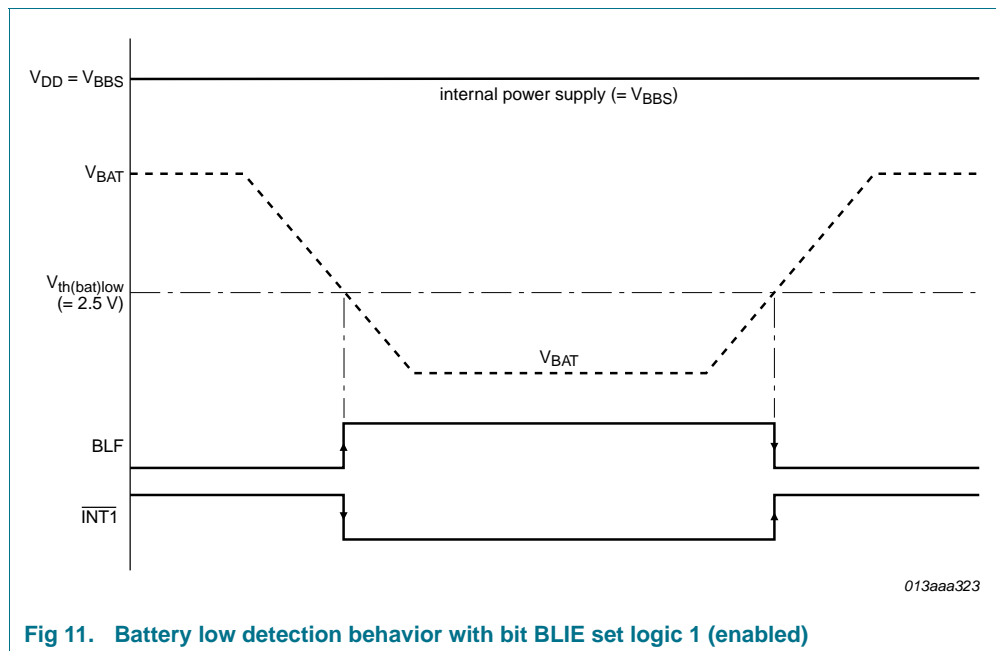 VDD = VBBS
internal power supply (= VBBS)
VBAT
Vth(bat)low
(= 2.5 V)
VBAT
BLF
INT1
013aaa323
Fig 11. Battery low detection behavior with bit BLIE set logic 1 (enabled)